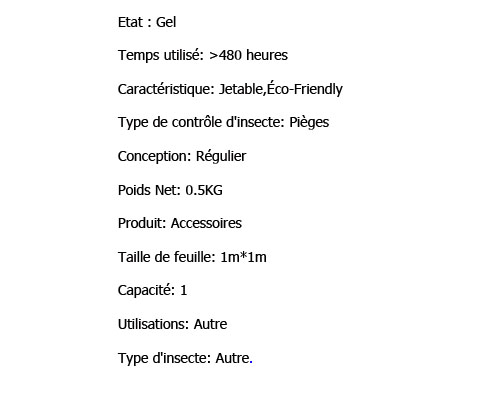 Etat : Gel
Temps utilisé: >480 heures
Caractéristique: Jetable,Éco-Friendly
Type de contrôle d'insecte: Pièges
Conception: Régulier
Poids Net: 0.5KG
Produit: Accessoires
Taille de feuille: 1m*1m
Capacité: 1
Utilisations: Autre
Type d'insecte: Autre.